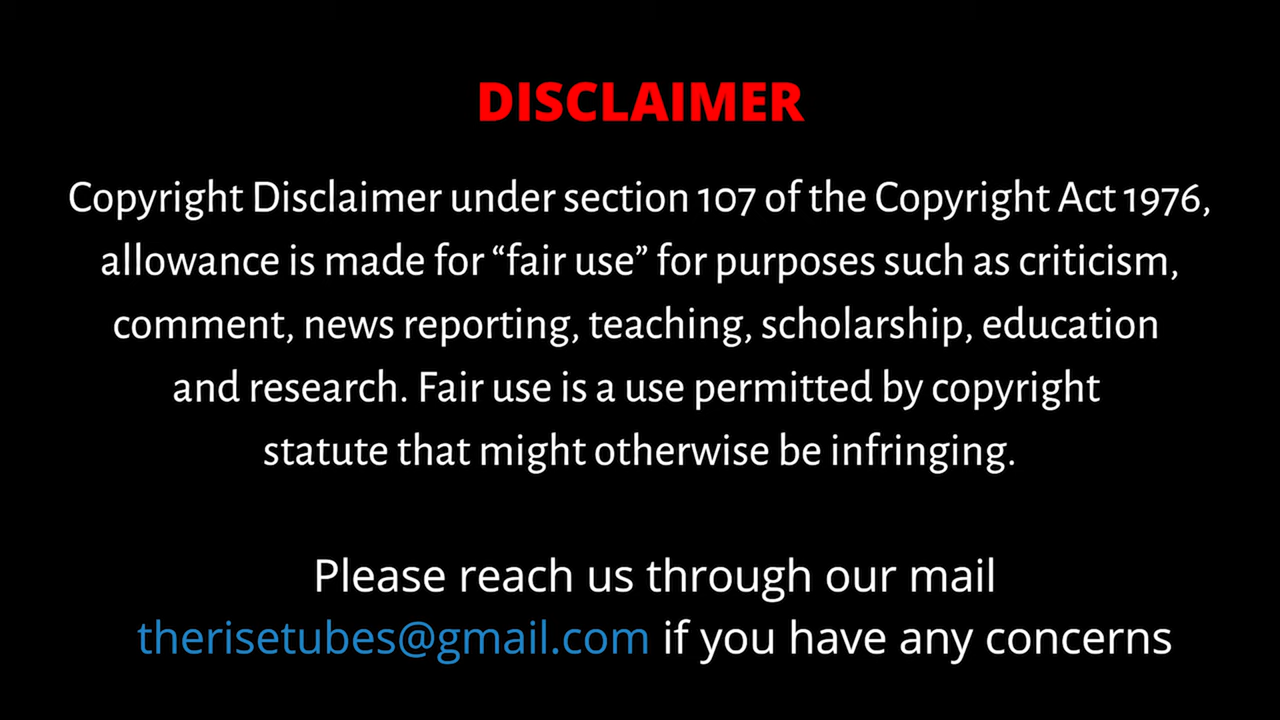 DISCLAIMER
Copyright Disclaimer under section 107 of the Copyright Act 1976,
allowance is made for “fair use” for purposes such as criticism,
comment, news reporting, teaching, scholarship, education
and research. Fair use is a use permitted by copyright
statute that might otherwise be infringing.
Please reach us through our mail
therisetubes@gmail.com if you have any concerns